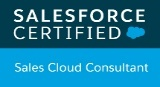 SALESFORCE
CERTIFIED
Sales Cloud Consultant